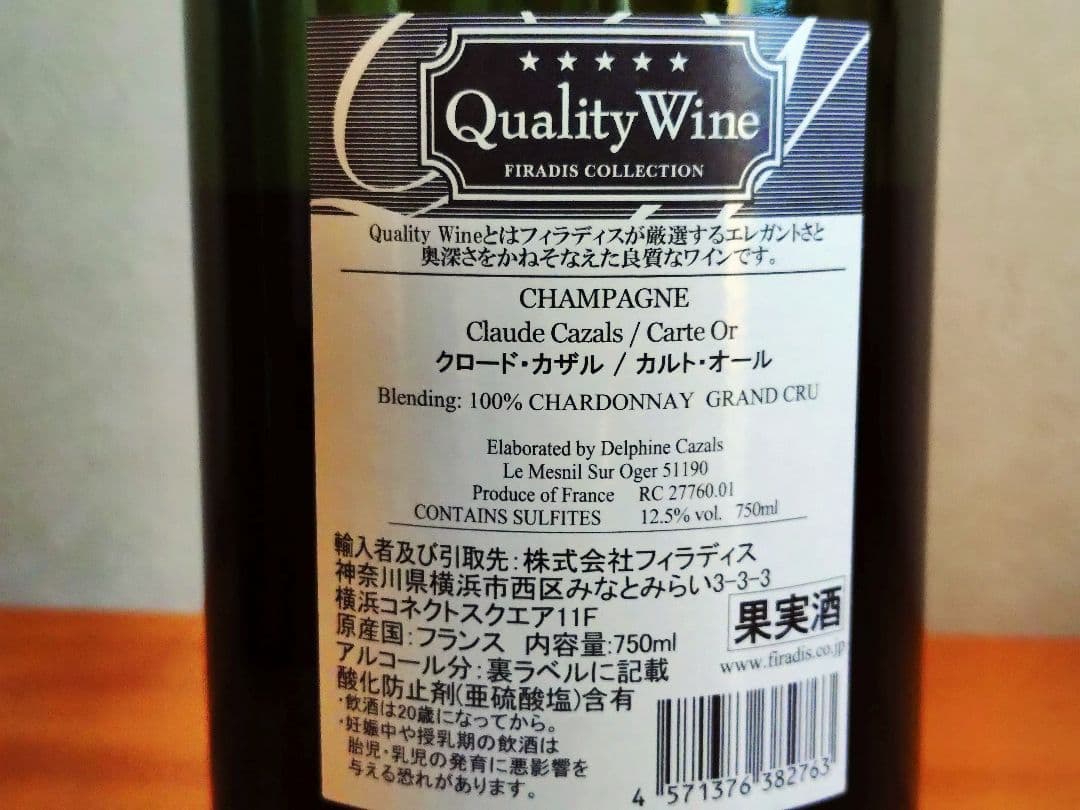 ★★★★★
Quality Wine
FIRADIS COLLECTION
Quality Wineとはフィラディスが厳選するエレガントさと
奥深さをかねそなえた良質なワインです。
CHAMPAGNE
Claude Cazals / Carte Or
クロード・カザル / カルト・オール
Blending: 100% CHARDONNAY GRAND CRU
Elaborated by Delphine Cazals
Le Mesnil Sur Oger 51190
Produce of France RC 27760.01
CONTAINS SULFITES 12.5% vol. 750ml
輸入者及び引取先:株式会社フィラディス
神奈川県横浜市西区みなとみらい3-3-3
横浜コネクトスクエア11F
原産国:フランス 内容量:750ml
アルコール分:裏ラベルに記載
酸化防止剤(亜硫酸塩)含有
・飲酒は20歳になってから。
・妊娠中や授乳期の飲酒は
胎児・乳児の発育に悪影響を
与える恐れがあります。
果実酒
www.firadis.co.jp
4 571376 382763